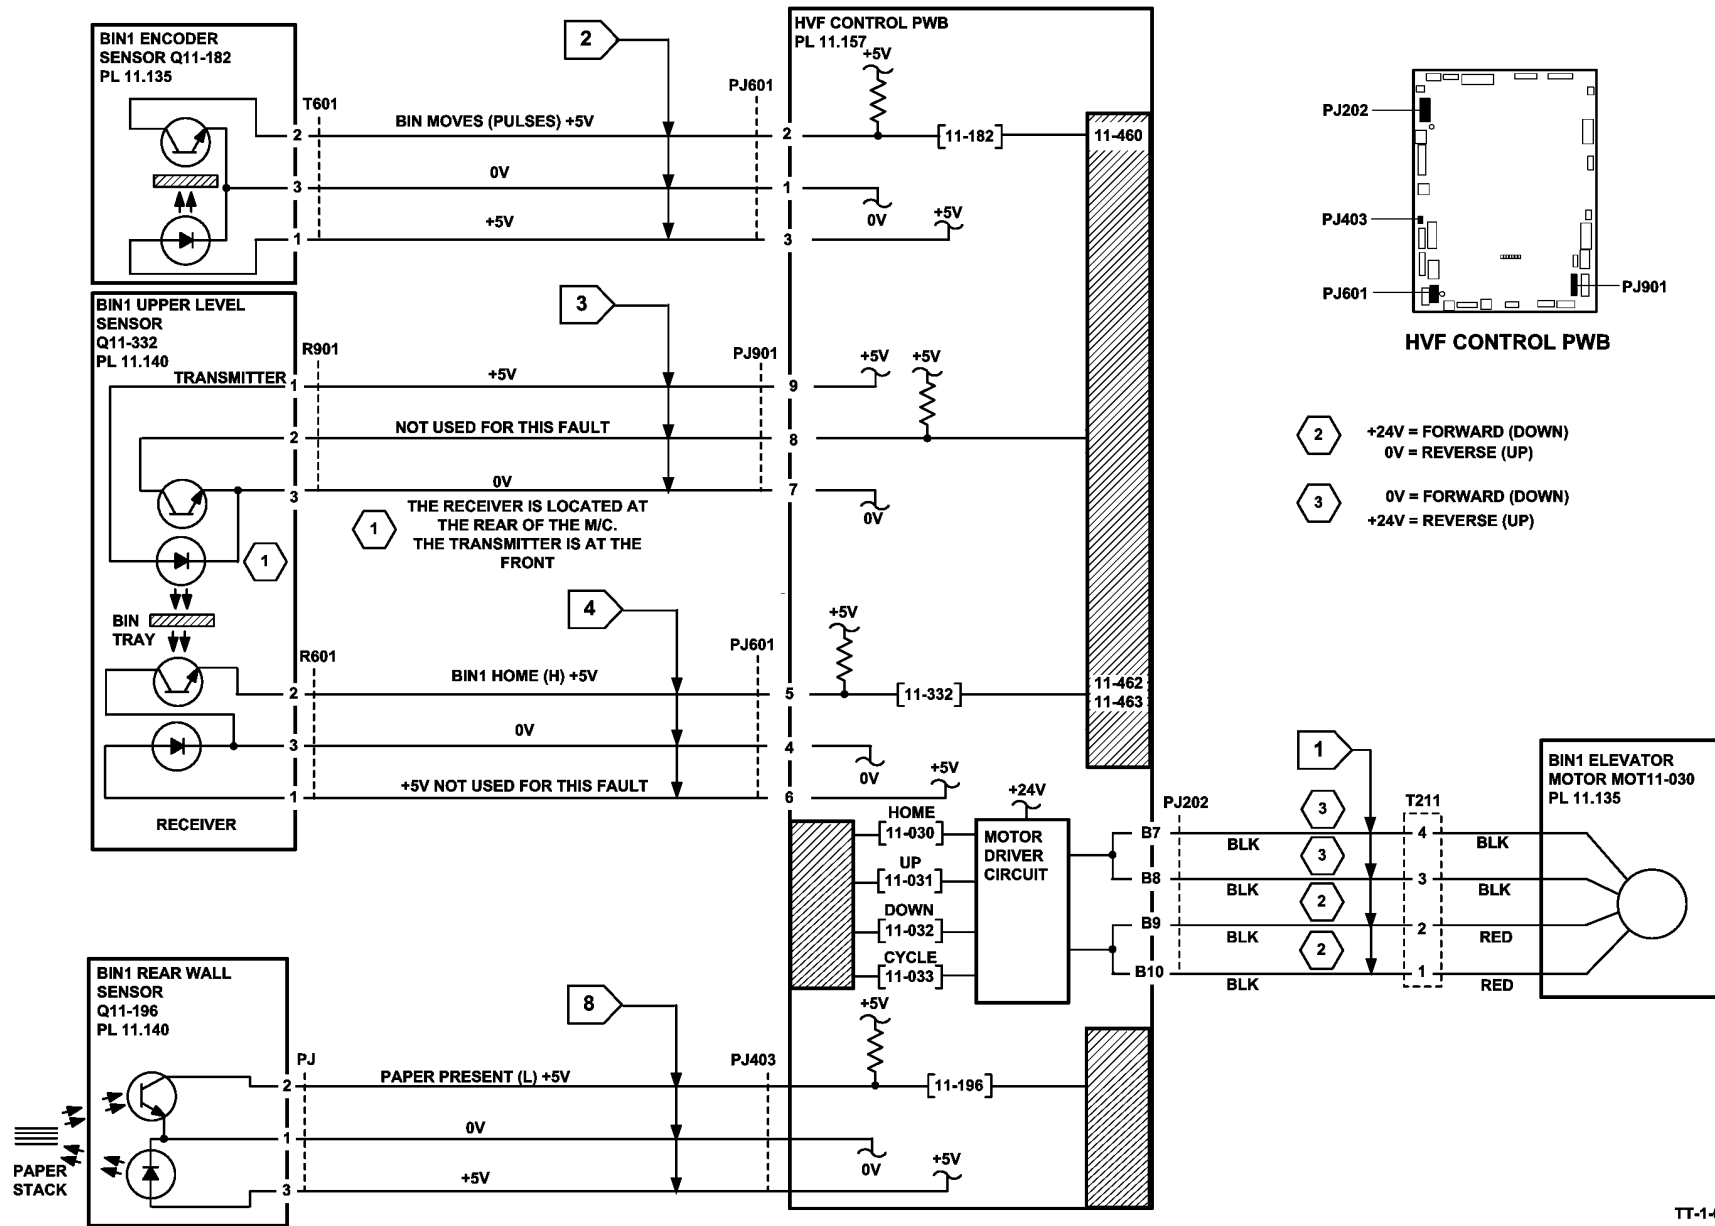 BIN1 ENCODER
SENSOR Q11-182
PL 11.135
T601
2
3
1
2
BIN MOVES (PULSES) +5V
0V
+5V
PJ601
2
1
3
HVF CONTROL PWB
PL 11.157
+5V
[11-182]
11-460
0V
+5V
PJ202
PJ403
PJ601
PJ901
HVF CONTROL PWB
BIN1 UPPER LEVEL
SENSOR
Q11-332
PL 11.140
TRANSMITTER
R901
1
2
3
3
+5V
NOT USED FOR THIS FAULT
0V
PJ901
9
8
7
+5V
+5V
0V
1
THE RECEIVER IS LOCATED AT
THE REAR OF THE M/C.
THE TRANSMITTER IS AT THE
FRONT
1
2
+24V = FORWARD (DOWN)
0V = REVERSE (UP)
3
0V = FORWARD (DOWN)
+24V = REVERSE (UP)
BIN
TRAY
R601
2
3
1
RECEIVER
4
BIN1 HOME (H) +5V
0V
+5V NOT USED FOR THIS FAULT
PJ601
5
4
6
+5V
[11-332]
11-462
11-463
0V
+5V
HOME
[11-030]
UP
[11-031]
DOWN
[11-032]
CYCLE
[11-033]
+24V
MOTOR
DRIVER
CIRCUIT
PJ202
B7
B8
B9
B10
BLK
BLK
BLK
BLK
1
3
3
2
2
T211
4
3
2
1
BLK
BLK
RED
RED
BIN1 ELEVATOR
MOTOR MOT11-030
PL 11.135
BIN1 REAR WALL
SENSOR
Q11-196
PL 11.140
PAPER
STACK
PJ
2
1
3
8
PAPER PRESENT (L) +5V
0V
+5V
PJ403
+5V
[11-196]
0V
+5V